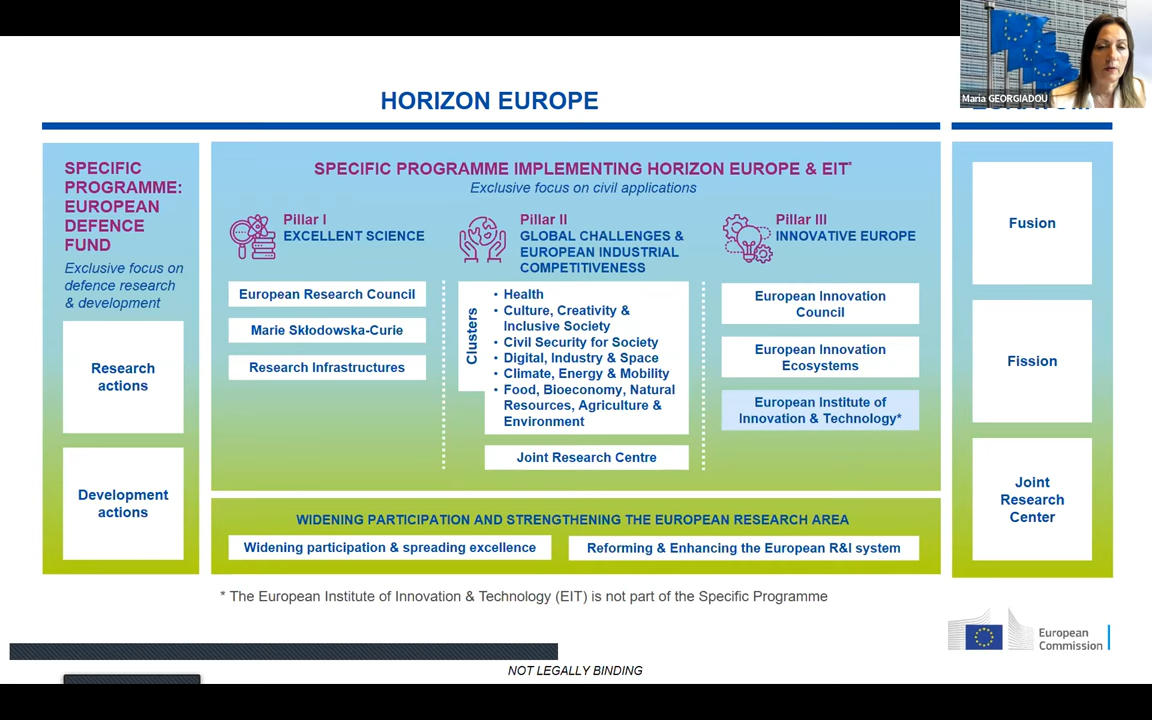 Maria GEORGIADOU
HORIZON EUROPE
SPECIFIC
PROGRAMME:
EUROPEAN
DEFENCE
FUND
Exclusive focus on
defence research
& development
Research
actions
Development
actions
SPECIFIC PROGRAMME IMPLEMENTING HORIZON EUROPE & EIT*
Exclusive focus on civil applications
Pillar I
EXCELLENT SCIENCE
European Research Council
Marie Skłodowska-Curie
Research Infrastructures
Pillar II
GLOBAL CHALLENGES &
EUROPEAN INDUSTRIAL
COMPETITIVENESS
Clusters
• Health
• Culture, Creativity &
Inclusive Society
• Civil Security for Society
• Digital, Industry & Space
• Climate, Energy & Mobility
• Food, Bioeconomy, Natural
Resources, Agriculture &
Environment
Joint Research Centre
Pillar III
INNOVATIVE EUROPE
European Innovation
Council
European Innovation
Ecosystems
European Institute of
Innovation & Technology*
WIDENING PARTICIPATION AND STRENGTHENING THE EUROPEAN RESEARCH AREA
Widening participation & spreading excellence
Reforming & Enhancing the European R&I system
Fusion
Fission
Joint
Research
Center
* The European Institute of Innovation & Technology (EIT) is not part of the Specific Programme
European
Commission
NOT LEGALLY BINDING